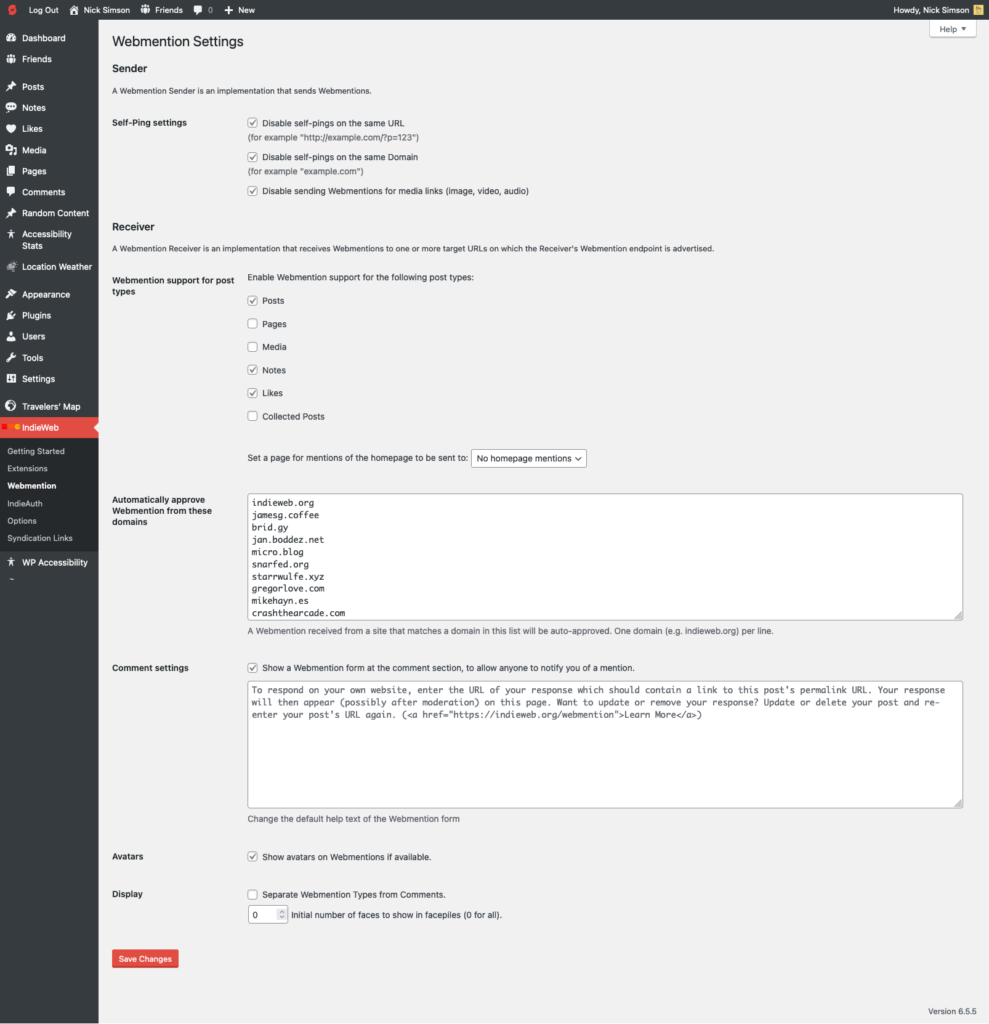 Log Out Nick Simson Friends 0 New Howdy, Nick Simson
Help
Dashboard
Friends
Posts
Notes
Likes
Media
Pages
Comments
Random Content
Accessibility
Stats
Location Weather
Appearance
Plugins
Users
Tools
Settings
Travelers' Map
IndieWeb
Getting Started
Extensions
Webmention
IndieAuth
Options
Syndication Links
WP Accessibility
Webmention Settings
Sender
A Webmention Sender is an implementation that sends Webmentions.
Self-Ping settings
Disable self-pings on the same URL
(for example "http://example.com/?p=123")
Disable self-pings on the same Domain
(for example "example.com")
Disable sending Webmentions for media links (image, video, audio)
Receiver
A Webmention Receiver is an implementation that receives Webmentions to one or more target URLs on which the Receiver's Webmention endpoint is advertised.
Webmention support for post
types
Enable Webmention support for the following post types:
Posts
Pages
Media
Notes
Likes
Collected Posts
Set a page for mentions of the homepage to be sent to: No homepage mentions
Automatically approve
Webmention from these
domains
indieweb.org
jamesg.coffee
brid.gy
jan.boddez.net
micro.blog
snarfed.org
starrwulfe.xyz
gregorlove.com
mikehayn.es
crashthearcade.com
A Webmention received from a site that matches a domain in this list will be auto-approved. One domain (e.g. indieweb.org) per line.
Comment settings
Show a Webmention form at the comment section, to allow anyone to notify you of a mention.
To respond on your own website, enter the URL of your response which should contain a link to this post's permalink URL. Your response
will then appear (possibly after moderation) on this page. Want to update or remove your response? Update or delete your post and re-
enter your post's URL again. (<a href="https://indieweb.org/webmention">Learn More</a>)
Change the default help text of the Webmention form
Avatars
Show avatars on Webmentions if available.
Display
Separate Webmention Types from Comments.
0 Initial number of faces to show in facepiles (0 for all).
Save Changes
Version 6.5.5